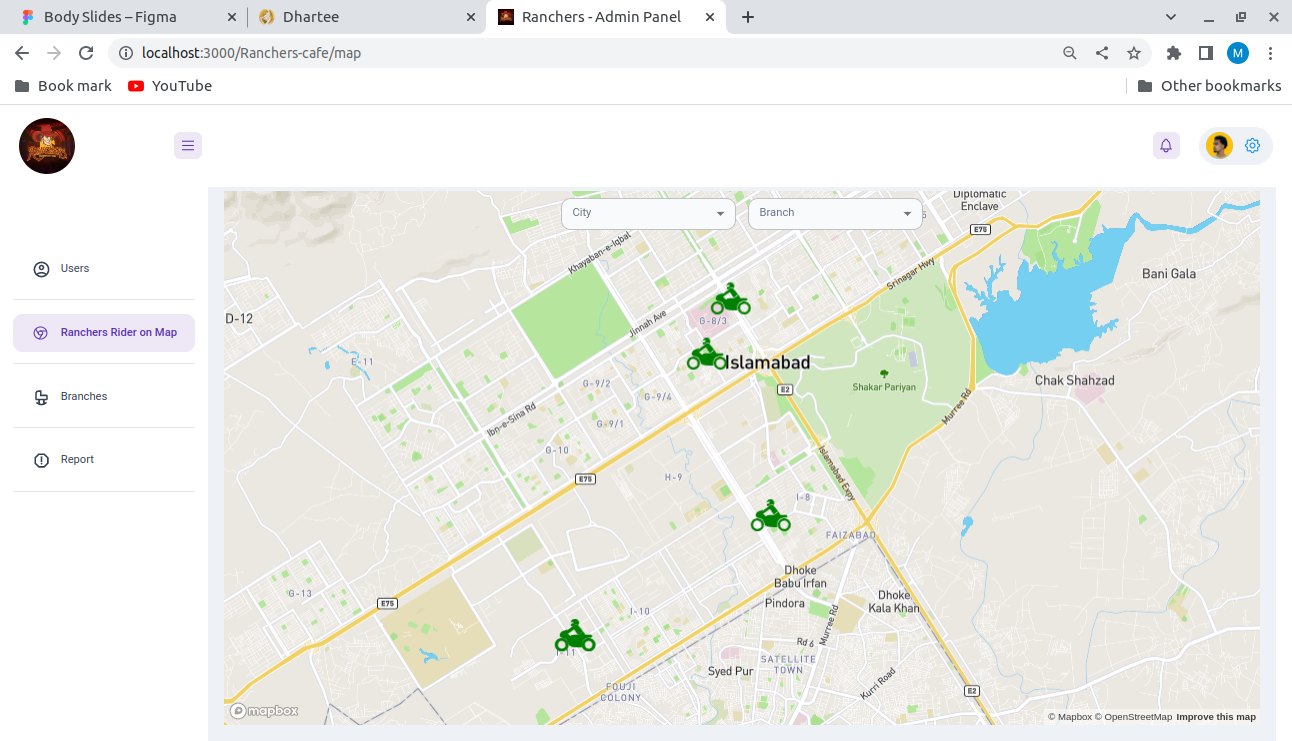 Body Slides – Figma
Dhartee
Ranchers - Admin Panel
localhost:3000/Ranchers-cafe/map
M
Book mark
YouTube
Other bookmarks
Users
Ranchers Rider on Map
Branches
Report
City
Branch
Diplomatic
Enclave
E75
Khayaban-e-Iqbal
Srinagar Hwy
Bani Gala
D-12
Jinnah Ave
G-8/3
E-11
Islamabad
E2
Shakar Pariyan
Chak Shahzad
G-9/2
G-9/4
Murree Rd
Ibn-e-Sina Rd
G-9/1
G-10
H-9
E75
Islamabad Expy
I-8
FAIZABAD
Dhoke
Babu Irfan
G-13
E75
Pindora
Dhoke
Kala Khan
I-10
Murree Rd
Rd 6
I-11
SATELLITE
TOWN
Syed Pur
Kurri Road
FOUJI
COLONY
E2
mapbox
© Mapbox © OpenStreetMap Improve this map